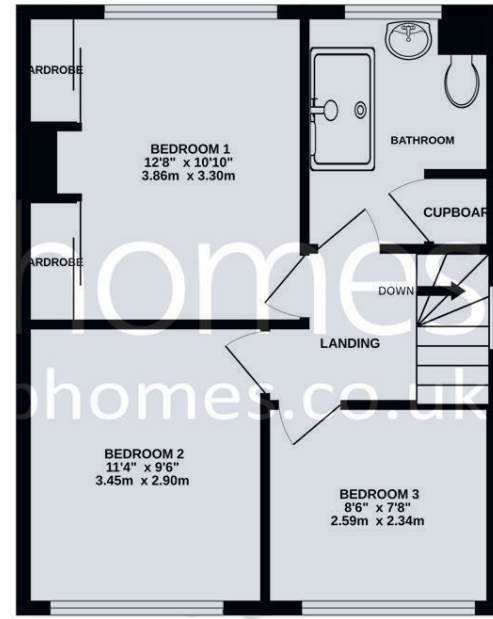 ARDROBE
BEDROOM 1
12'8" x 10'10"
3.86m x 3.30m
BATHROOM
CUPBOAR
ARDROBE
homes
DOWN
LANDING
ohomes.co.uk
BEDROOM 2
11'4" x 9'6"
3.45m x 2.90m
BEDROOM 3
8'6" x 7'8"
2.59m x 2.34m